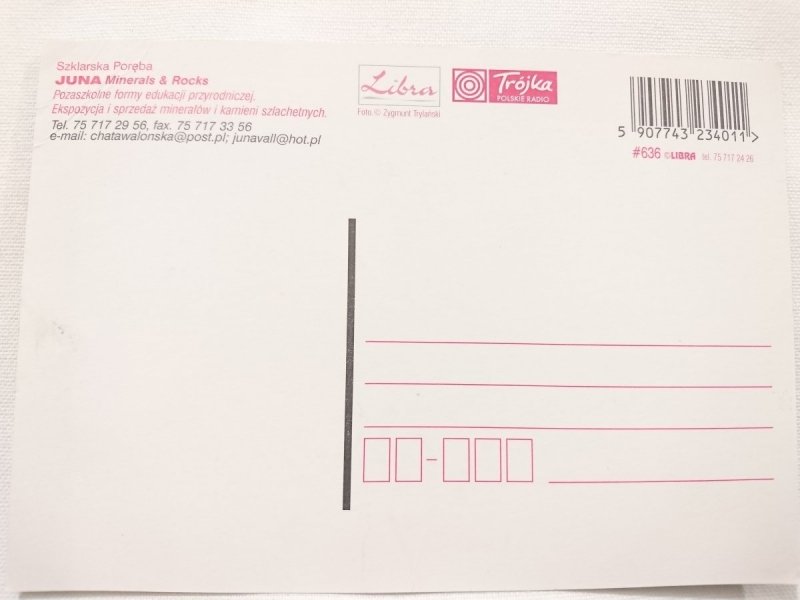 Szklarska Poręba
JUNA Minerals & Rocks
Pozaszkolne formy edukacji przyrodniczej.
Ekspozycja i sprzedaż minerałów i kamieni szlachetnych.
Tel. 75 717 29 56, fax. 75 717 33 56
e-mail: chatawalonska@post.pl; junavall@hot.pl
Libra
Foto © Zygmunt Trylański
Trójka
POLSKIE RADIO
5 907743 234011 >
#636 © LIBRA tel. 75 717 24 26